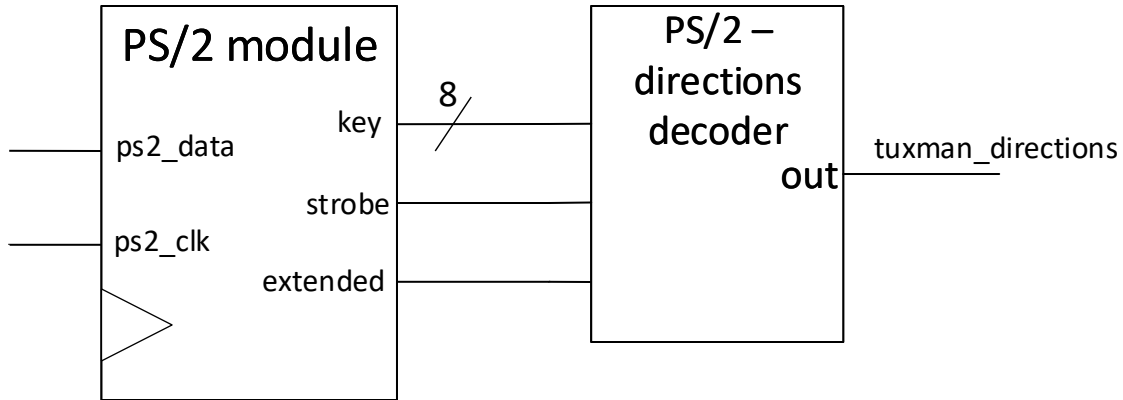 PS/2 module
ps2_data
ps2_clk
key
strobe
extended
8
PS/2 –
directions
decoder
out
tuxman_directions